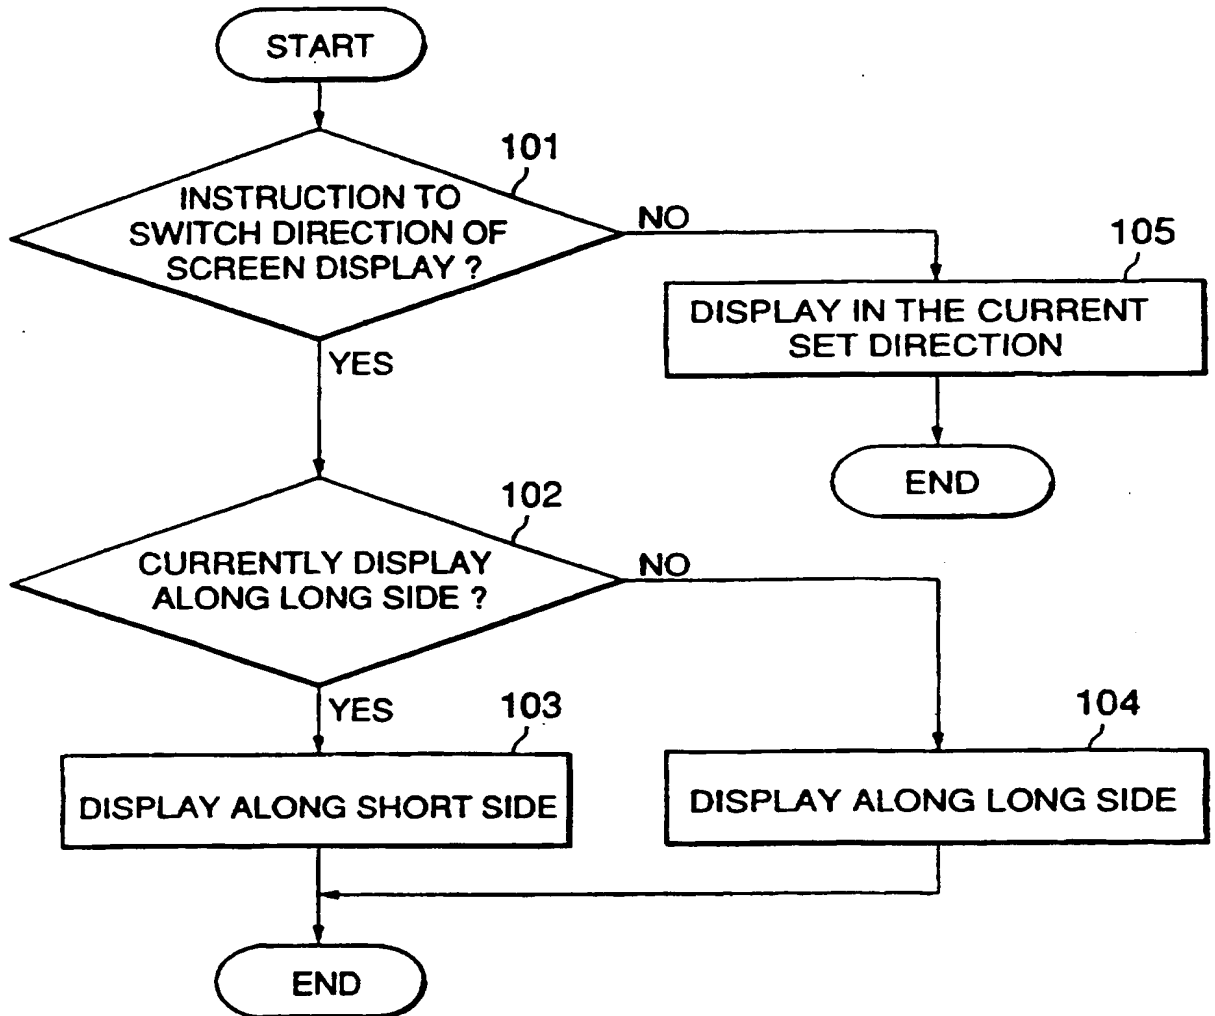 START
101
INSTRUCTION TO
SWITCH DIRECTION OF
SCREEN DISPLAY ?
NO
YES
105
DISPLAY IN THE CURRENT
SET DIRECTION
END
102
CURRENTLY DISPLAY
ALONG LONG SIDE ?
NO
YES
103
DISPLAY ALONG SHORT SIDE
104
DISPLAY ALONG LONG SIDE
END